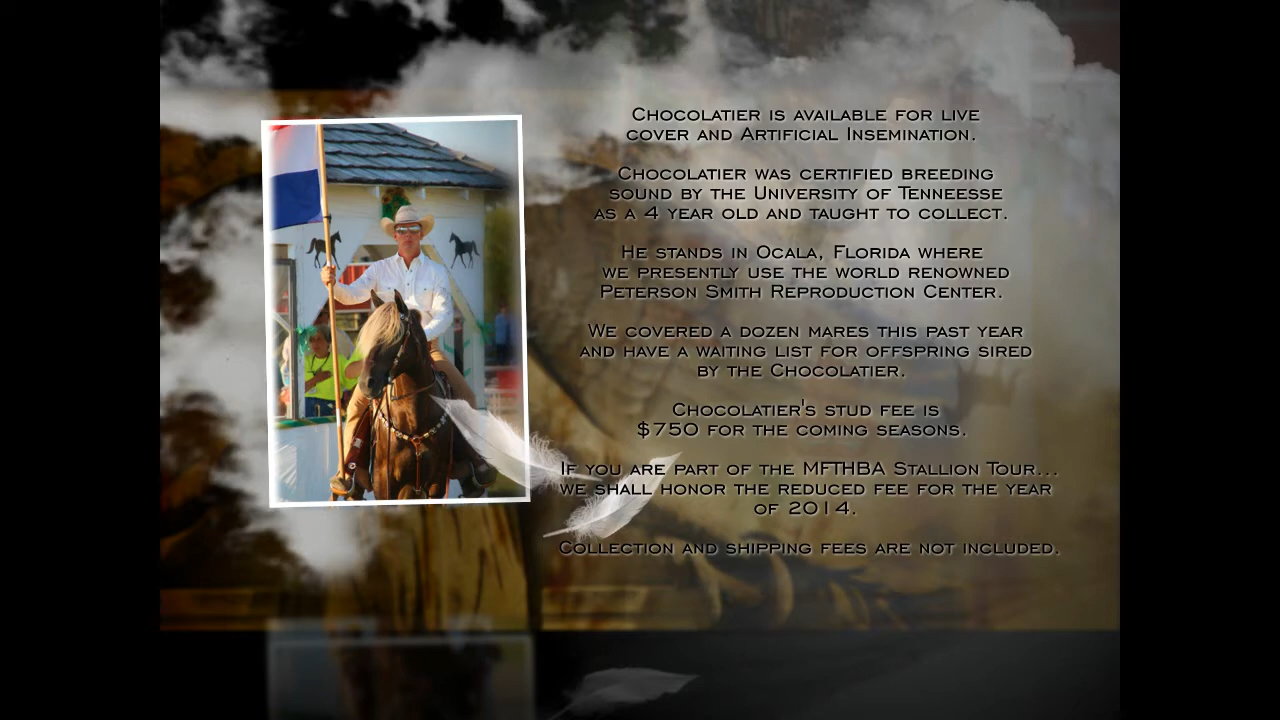 Chocolatier is available for live
cover and Artificial Insemination.
Chocolatier was certified breeding
sound by the University of Tenneesse
as a 4 year old and taught to collect.
He stands in Ocala, Florida where
we presently use the world renowned
Peterson Smith Reproduction Center.
We covered a dozen mares this past year
and have a waiting list for offspring sired
by the Chocolatier.
Chocolatier's stud fee is
$750 for the coming seasons.
If you are part of the MFTHBA Stallion Tour...
we shall honor the reduced fee for the year
of 2014.
Collection and shipping fees are not included.